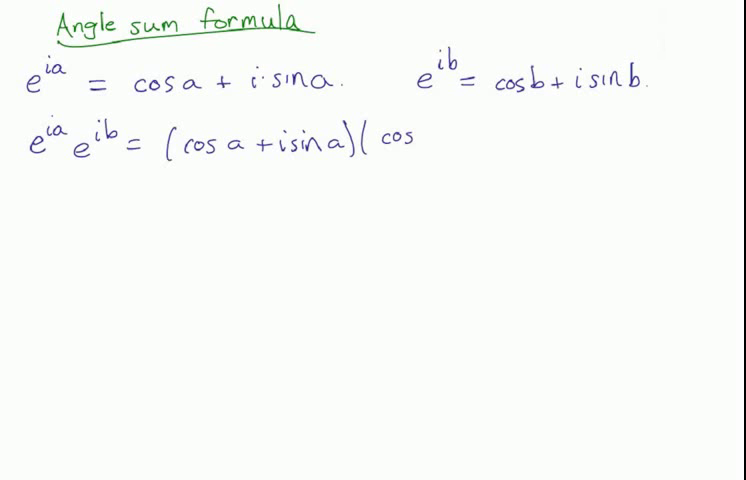 Angle sum formula
e^{ia} = cos a + i · sin a. e^{ib} = cos b + i sin b.
e^{ia} e^{ib} = (cos a + i sin a)( cos